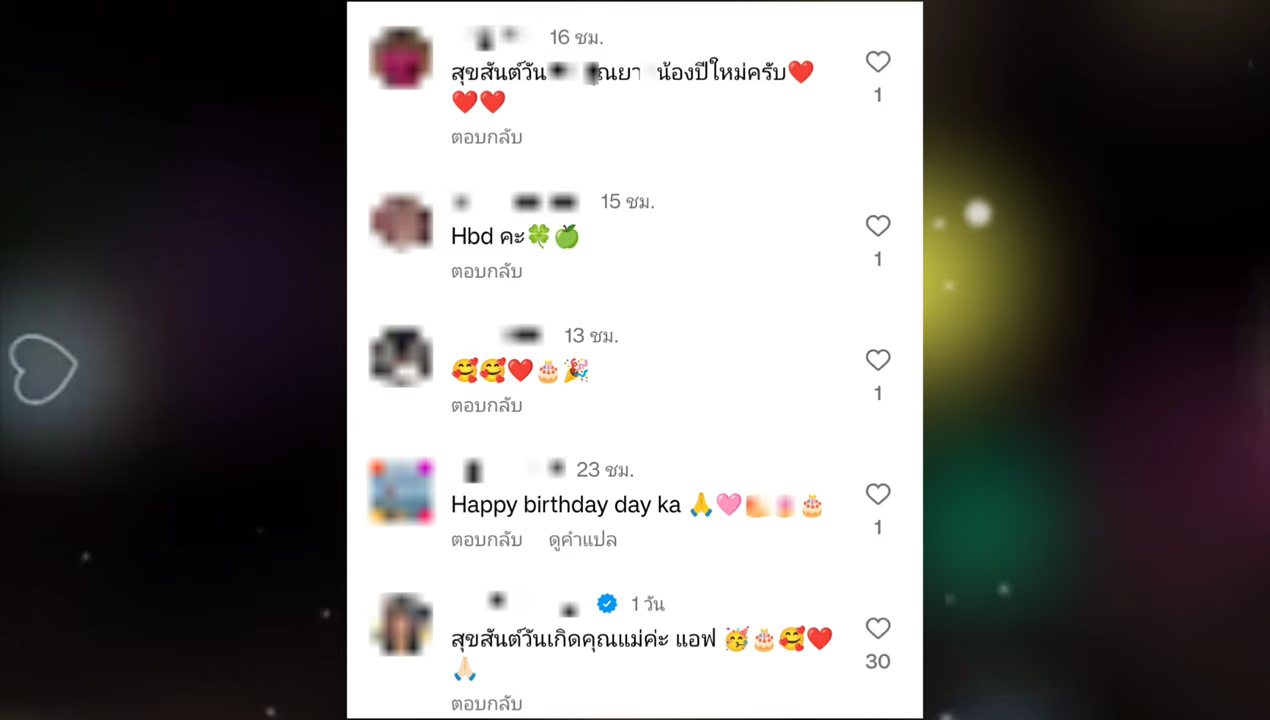 16 ชม.
สุขสันต์วัน น้องปีใหม่ครับ❤️
❤️❤️
1
ตอบกลับ
15 ชม.
Hbd คะ🍀🍏
1
ตอบกลับ
13 ชม.
🥰🥰❤️🎂🎉
1
ตอบกลับ
23 ชม.
Happy birthday day ka 🙏🩷🎂
1
ตอบกลับ ดูคำแปล
1 วัน
สุขสันต์วันเกิดคุณแม่ค่ะ แอฟ 🥳🎂🥰❤️
🙏🏻
30
ตอบกลับ